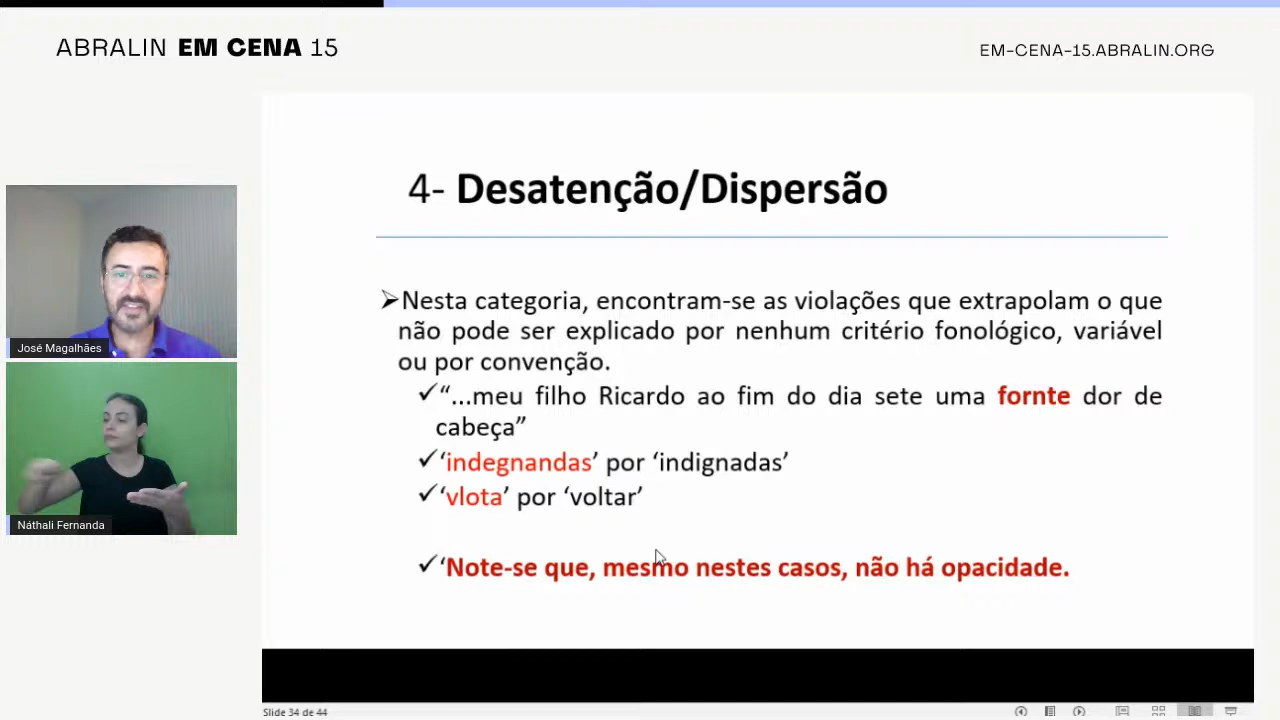 ABRALIN EM CENA 15
EM-CENA-15.ABRALIN.ORG
4- Desatenção/Dispersão
➢Nesta categoria, encontram-se as violações que extrapolam o que
não pode ser explicado por nenhum critério fonológico, variável
ou por convenção.
✓“...meu filho Ricardo ao fim do dia sete uma fornte dor de
cabeça”
✓‘indegnandas’ por ‘indignadas’
✓‘vlota’ por ‘voltar’
✓‘Note-se que, mesmo nestes casos, não há opacidade.
José Magalhães
Náthali Fernanda
Slide 34 de 44